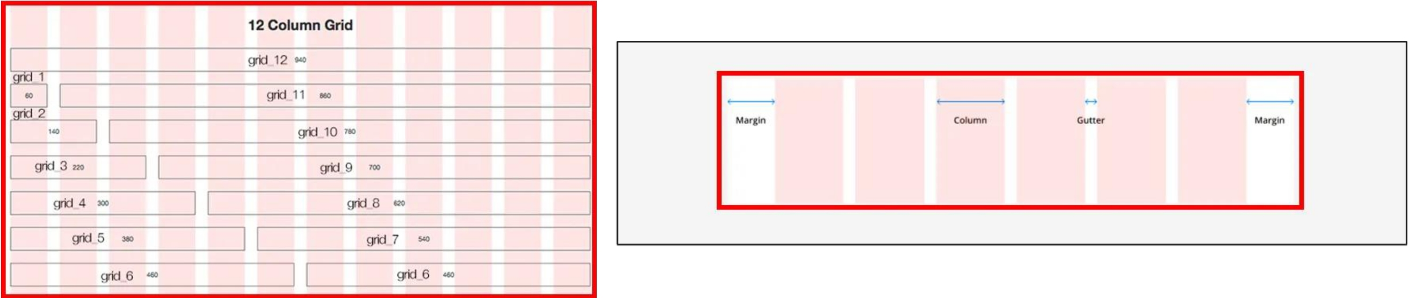 12 Column Grid
grid_12 940
grid_1
60 grid_11 860
grid_2
140 grid_10 780
grid_3 220 grid_9 700
grid_4 300 grid_8 620
grid_5 380 grid_7 540
grid_6 460 grid_6 460
Margin Column Gutter Margin